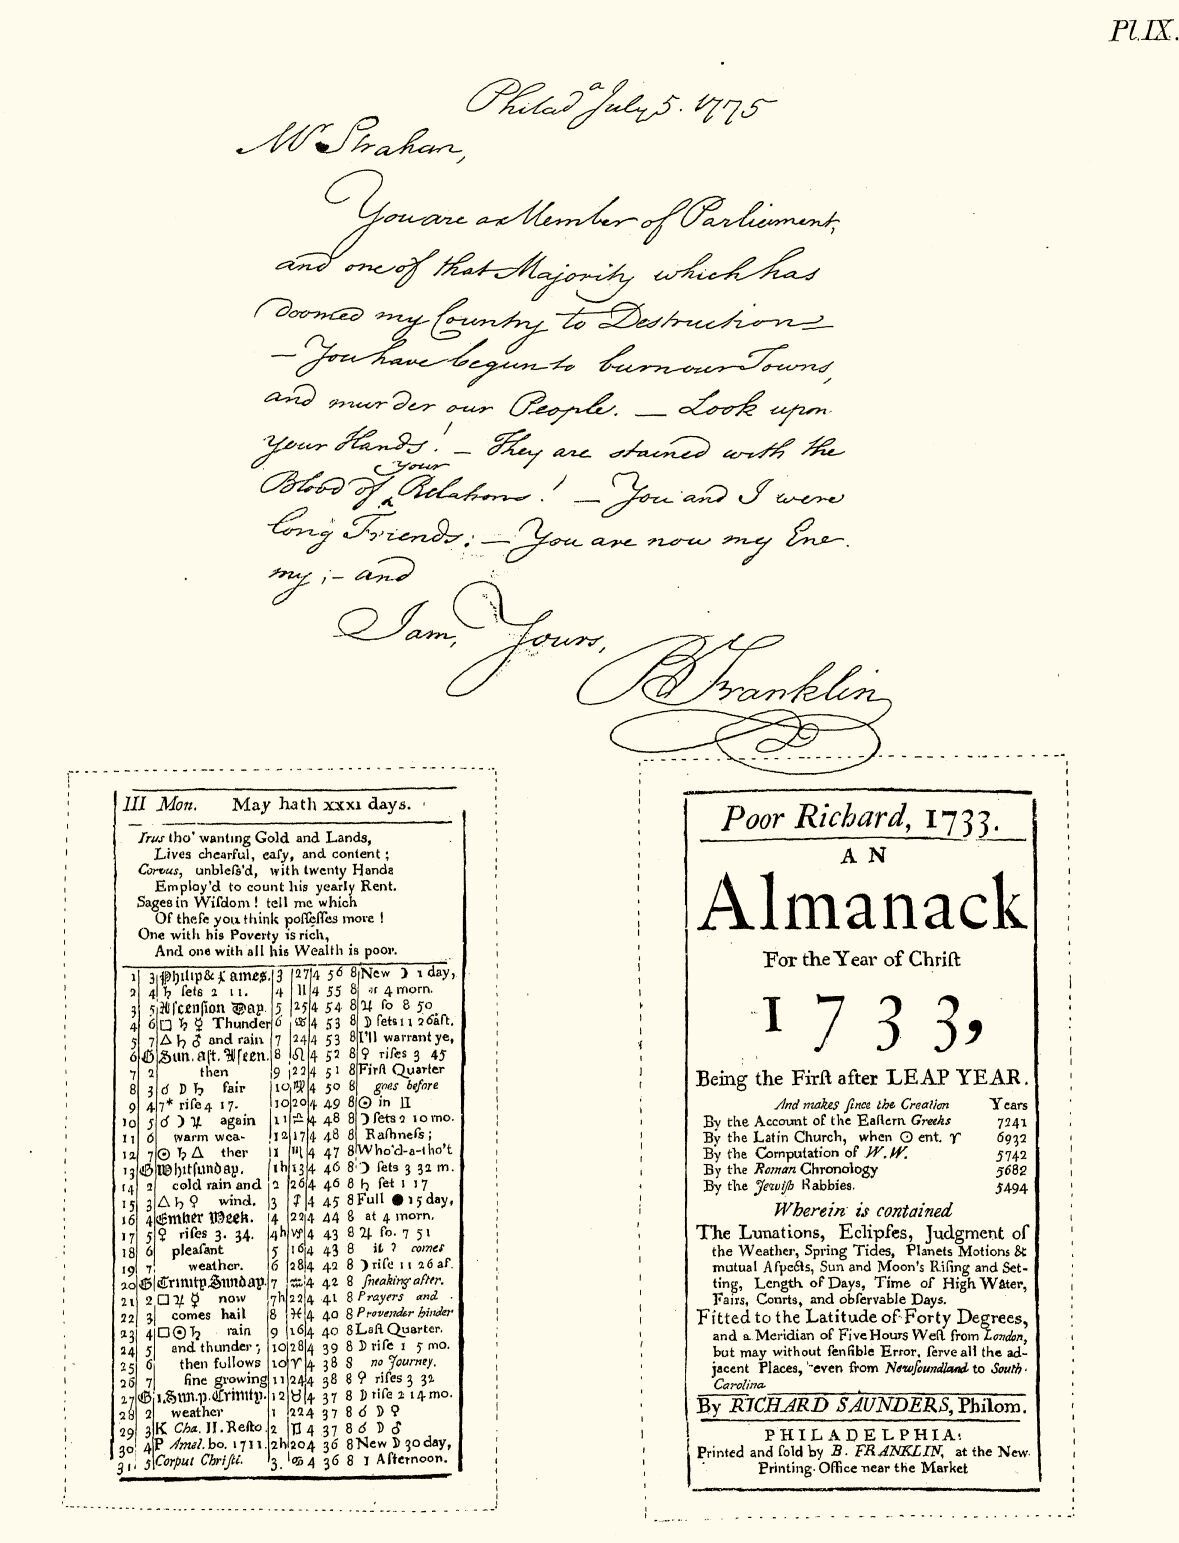 Pl.IX.
Philadª July 5. 1775
Mr Strahan,
You are a Member of Parliament,
and one of that Majority which has
doomed my Country to Destruction
— You have begun to burn our Towns,
and murder our People. — Look upon
your Hands! — They are stained with the
your
Blood of ‸ Relations! — You and I were
long Friends: — You are now my Ene-
my; — and
I am, Yours,
B Franklin
III Mon. May hath xxxi days.
Irus tho' wanting Gold and Lands,
Lives chearful, eaſy, and content;
Corvus, unbleſs'd, with twenty Hands
Employ'd to count his yearly Rent.
Sages in Wiſdom! tell me which
Of theſe you think poſſeſſes more!
One with his Poverty is rich,
And one with all his Wealth is poor.
1 3 Philip & James. 3 27 4 56 8 New ☽ 1 day,
2 4 ♄ ſets 2 11. 4 ♊ 4 55 8 at 4 morn.
3 5 Aſcenſion Day. 5 25 4 54 8 ♃ ſo 8 50
4 6 □ ♄ ☿ Thunder 6 ♋ 4 53 8 ☽ ſets 11 26 aft.
5 7 △ ♄ ♂ and rain 7 24 4 53 8 I'll warrant ye,
6 G Sun. aft. Aſcen. 8 ♌ 4 52 8 ♀ riſes 3 45
7 2 then 9 22 4 51 8 Firſt Quarter
8 3 ☌ ☽ ♄ fair 10 ♍ 4 50 8 goes before
9 4 7* riſe 4 17. 10 20 4 49 8 ☉ in ♊
10 5 ☌ ☽ ♃ again 11 ♎ 4 48 8 ☽ ſets 2 10 mo.
11 6 warm wea- 12 17 4 48 8 Raſhneſs;
12 7 ☉ ♄ △ ther 1 ♏ 4 47 8 Who'd-a-tho't
13 G Whitſunday. 1h 13 4 46 8 ☽ ſets 3 32 m.
14 2 cold rain and 2 26 4 46 8 ♄ ſet 1 17
15 3 △ ♄ ♀ wind. 3 ♐ 4 45 8 Full ● 15 day,
16 4 Ember Week. 4 22 4 44 8 at 4 morn.
17 5 ♀ riſes 3. 34. 4h ♑ 4 43 8 ♃ ſo. 7 51
18 6 pleaſant 5 16 4 43 8 it? comes
19 7 weather. 6 28 4 42 8 ☽ riſe 11 26 af.
20 G Trinity Sunday. 7 ♒ 4 42 8 ſneaking after.
21 2 □ ♃ ☿ now 7h 22 4 41 8 Prayers and
22 3 comes hail 8 ♓ 4 40 8 Provender hinder
23 4 □ ☉ ♄ rain 9 16 4 40 8 Laſt Quarter.
24 5 and thunder; 10 28 4 39 8 ☽ riſe 1 5 mo.
25 6 then follows 10 ♈ 4 38 8 no Journey.
26 7 fine growing 11 24 4 38 8 ♀ riſes 3 32
27 G 1. Sun. p. Trinity. 12 ♉ 4 37 8 ☽ riſe 2 14 mo.
28 2 weather 1 22 4 37 8 ☌ ☽ ♀
29 3 K Cha. II. Reſto. 2 ♊ 4 37 8 ☌ ☽ ♂
30 4 P Amel. bo. 1711. 2h 20 4 36 8 New ☽ 30 day,
31 5 Corpus Chriſti. 3. ♋ 4 36 8 1 Afternoon.
Poor Richard, 1733.
AN
Almanack
For the Year of Chriſt
1733,
Being the Firſt after LEAP YEAR.
And makes ſince the Creation Years
By the Account of the Eaſtern Greeks 7241
By the Latin Church, when ☉ ent. ♈ 6932
By the Computation of W. W. 5742
By the Roman Chronology 5682
By the Jewiſh Rabbies. 5494
Wherein is contained
The Lunations, Eclipſes, Judgment of
the Weather, Spring Tides, Planets Motions &
mutual Aſpects, Sun and Moon's Riſing and Set-
ting, Length of Days, Time of High Water,
Fairs, Courts, and obſervable Days.
Fitted to the Latitude of Forty Degrees,
and a Meridian of Five Hours Weſt from London,
but may without ſenſible Error, ſerve all the ad-
jacent Places, even from Newfoundland to South-
Carolina.
By RICHARD SAUNDERS, Philom.
PHILADELPHIA:
Printed and ſold by B. FRANKLIN, at the New
Printing-Office near the Market